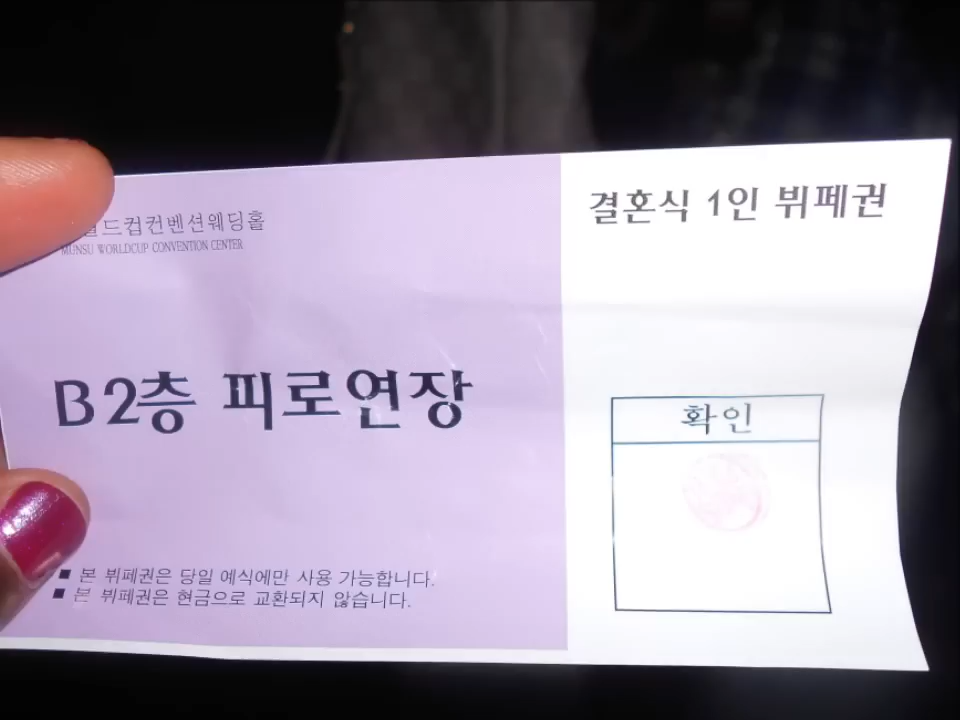 월드컵컨벤션웨딩홀
MUNSU WORLDCUP CONVENTION CENTER
B2층 피로연장
■ 본 뷔페권은 당일 예식에만 사용 가능합니다.
■ 본 뷔페권은 현금으로 교환되지 않습니다.
결혼식 1인 뷔페권
확인